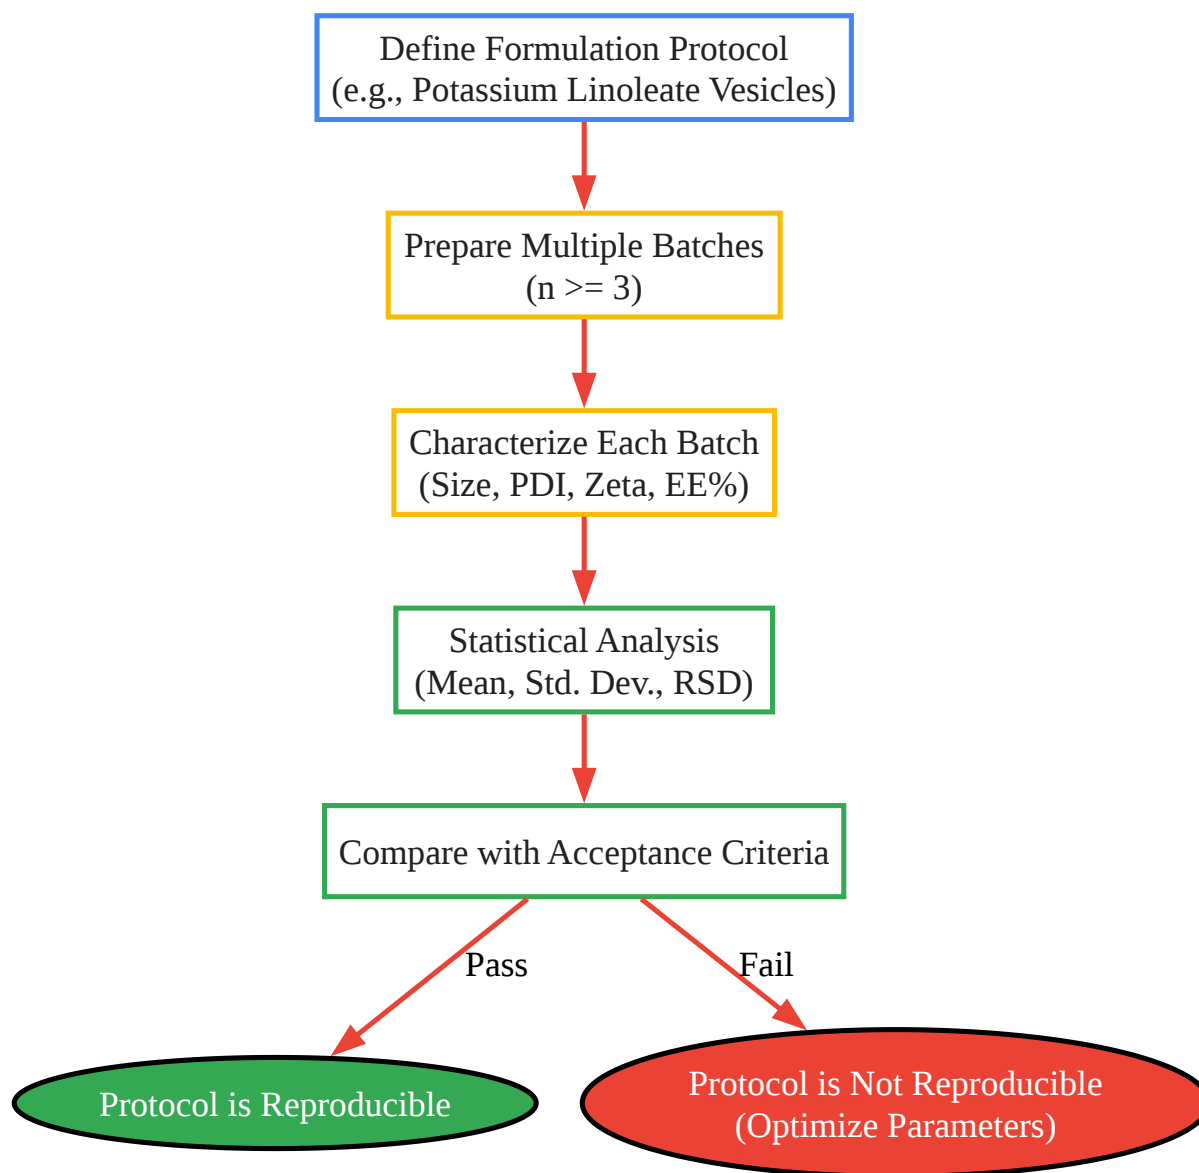 Define Formulation Protocol
(e.g., Potassium Linoleate Vesicles)
Prepare Multiple Batches
(n >= 3)
Characterize Each Batch
(Size, PDI, Zeta, EE%)
Statistical Analysis
(Mean, Std. Dev., RSD)
Compare with Acceptance Criteria
Pass
Fail
Protocol is Reproducible
Protocol is Not Reproducible
(Optimize Parameters)